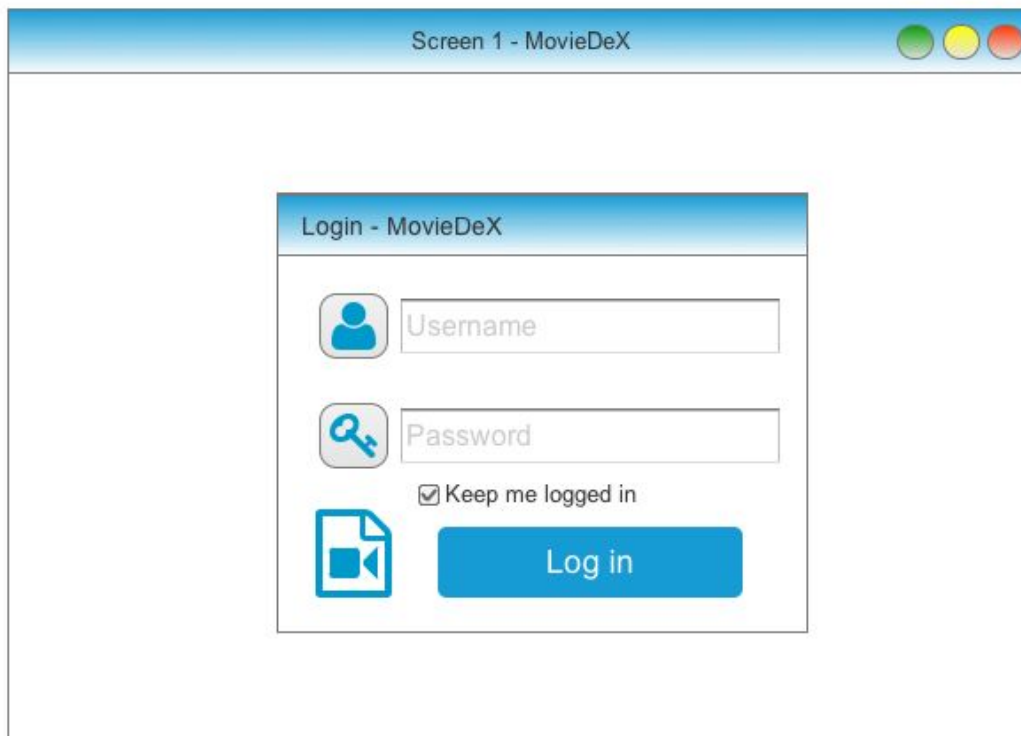 Screen 1 - MovieDeX
Login - MovieDeX
Username
Password
Keep me logged in
Log in